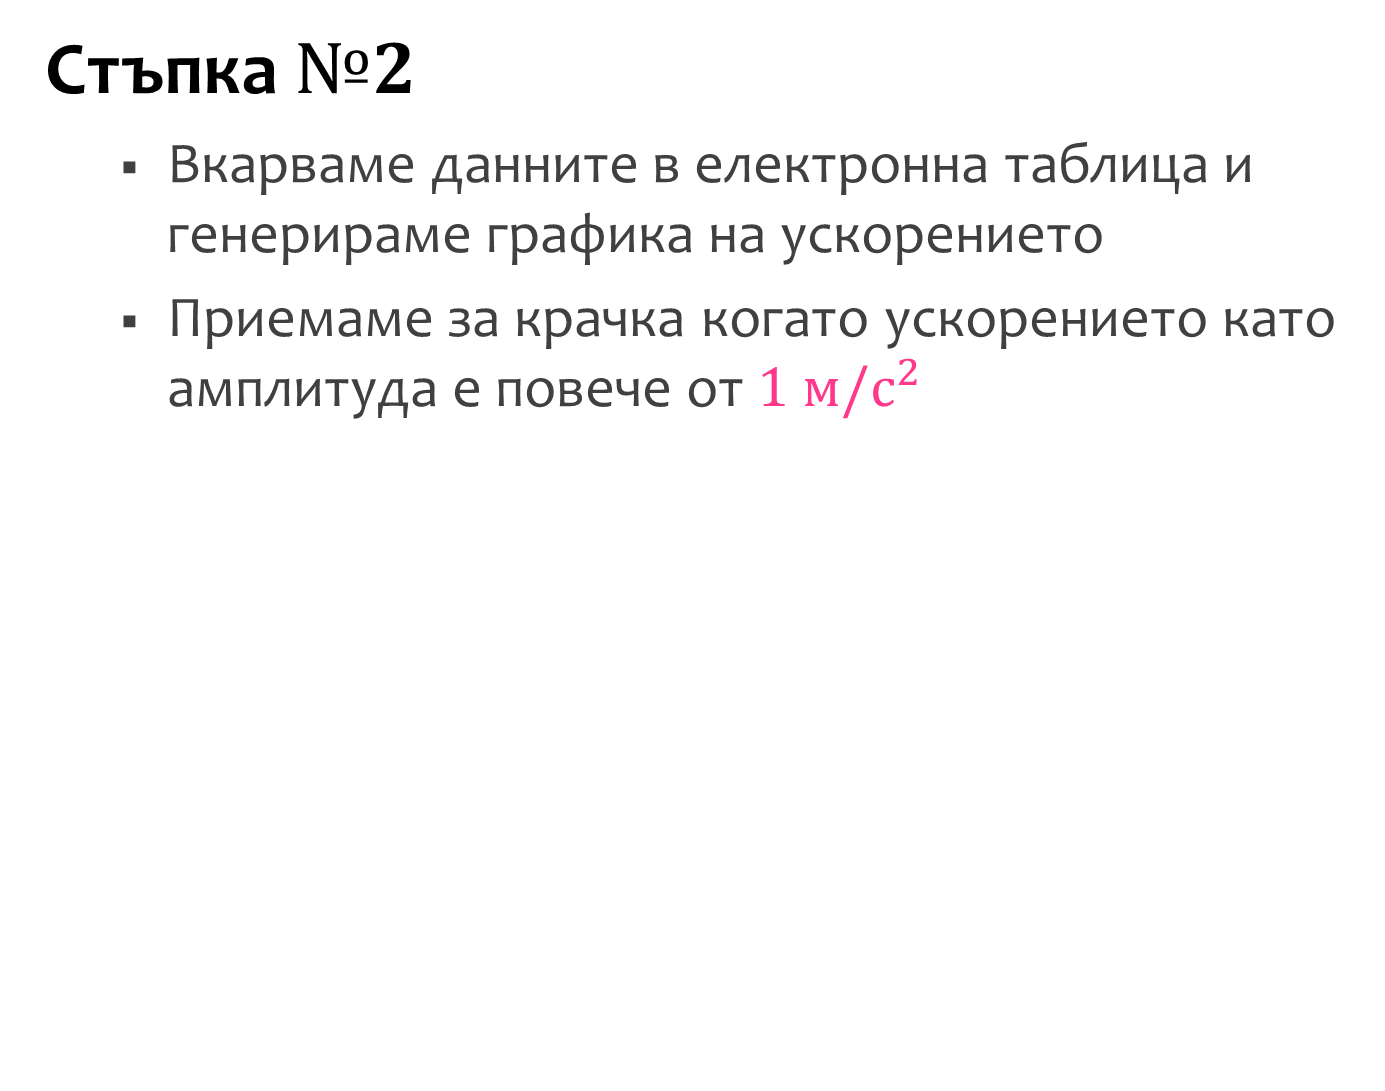 Стъпка №2
▪ Вкарваме данните в електронна таблица и
генерираме графика на ускорението
▪ Приемаме за крачка когато ускорението като
амплитуда е повече от 1 м/с²